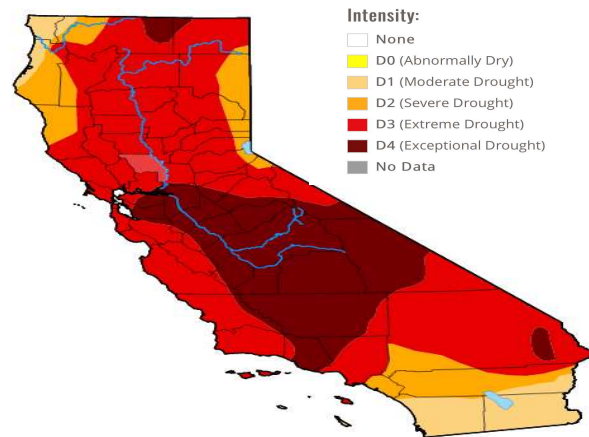 Intensity:
None
D0 (Abnormally Dry)
D1 (Moderate Drought)
D2 (Severe Drought)
D3 (Extreme Drought)
D4 (Exceptional Drought)
No Data